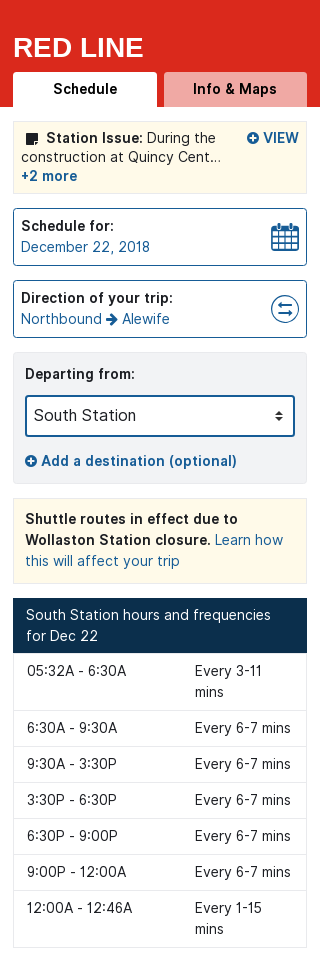 RED LINE
Schedule
Info & Maps
Station Issue: During the
construction at Quincy Cent...
+2 more
VIEW
Schedule for:
December 22, 2018
Direction of your trip:
Northbound → Alewife
Departing from:
South Station
Add a destination (optional)
Shuttle routes in effect due to
Wollaston Station closure. Learn how
this will affect your trip
South Station hours and frequencies
for Dec 22
05:32A - 6:30A
Every 3-11
mins
6:30A - 9:30A
Every 6-7 mins
9:30A - 3:30P
Every 6-7 mins
3:30P - 6:30P
Every 6-7 mins
6:30P - 9:00P
Every 6-7 mins
9:00P - 12:00A
Every 6-7 mins
12:00A - 12:46A
Every 1-15
mins